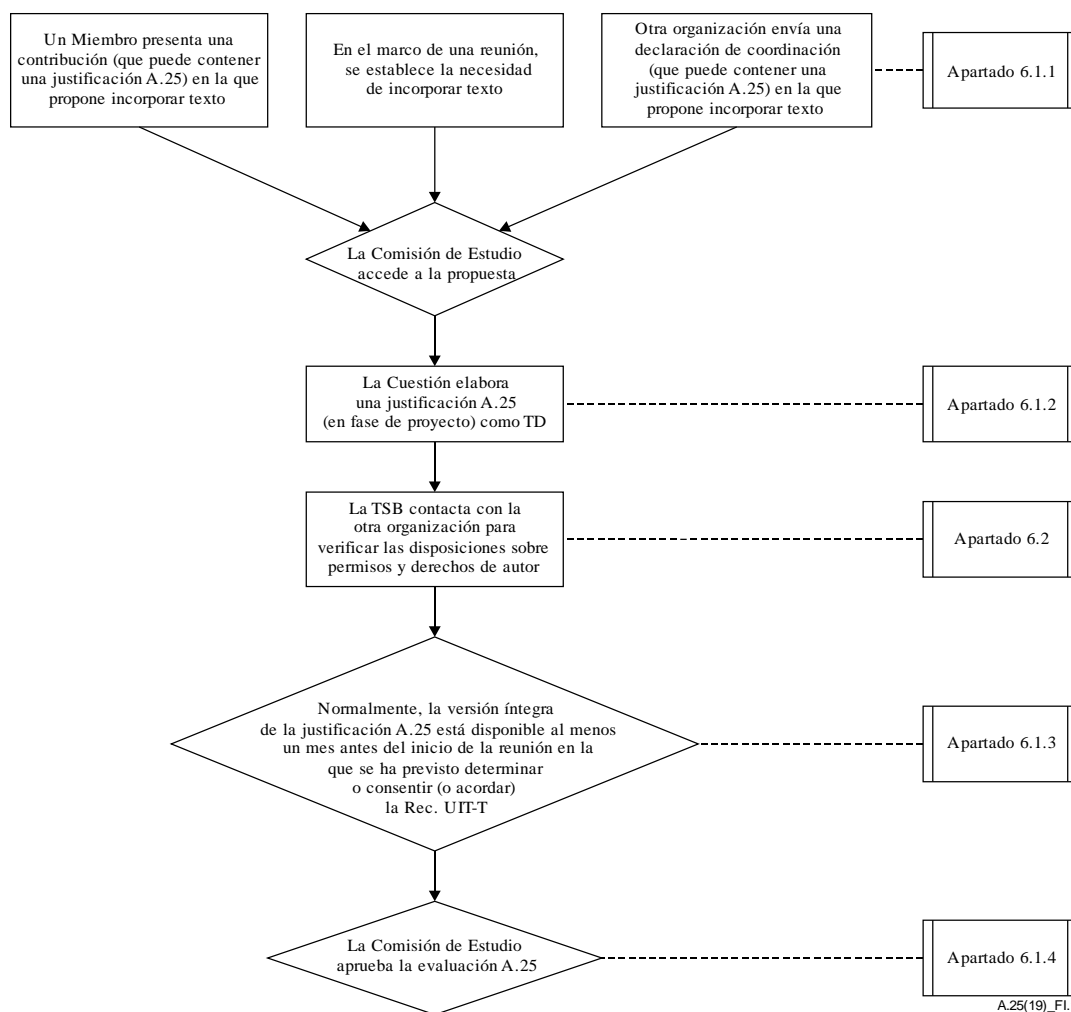 Un Miembro presenta una
contribución (que puede contener
una justificación A.25) en la que
propone incorporar texto
En el marco de una reunión,
se establece la necesidad
de incorporar texto
Otra organización envía una
declaración de coordinación
(que puede contener una
justificación A.25) en la que
propone incorporar texto
Apartado 6.1.1
La Comisión de Estudio
accede a la propuesta
La Cuestión elabora
una justificación A.25
(en fase de proyecto) como TD
Apartado 6.1.2
La TSB contacta con la
otra organización para
verificar las disposiciones sobre
permisos y derechos de autor
Apartado 6.2
Normalmente, la versión íntegra
de la justificación A.25 está disponible al menos
un mes antes del inicio de la reunión en la
que se ha previsto determinar
o consentir (o acordar)
la Rec. UIT-T
Apartado 6.1.3
La Comisión de Estudio
aprueba la evaluación A.25
Apartado 6.1.4
A.25(19)_FI.